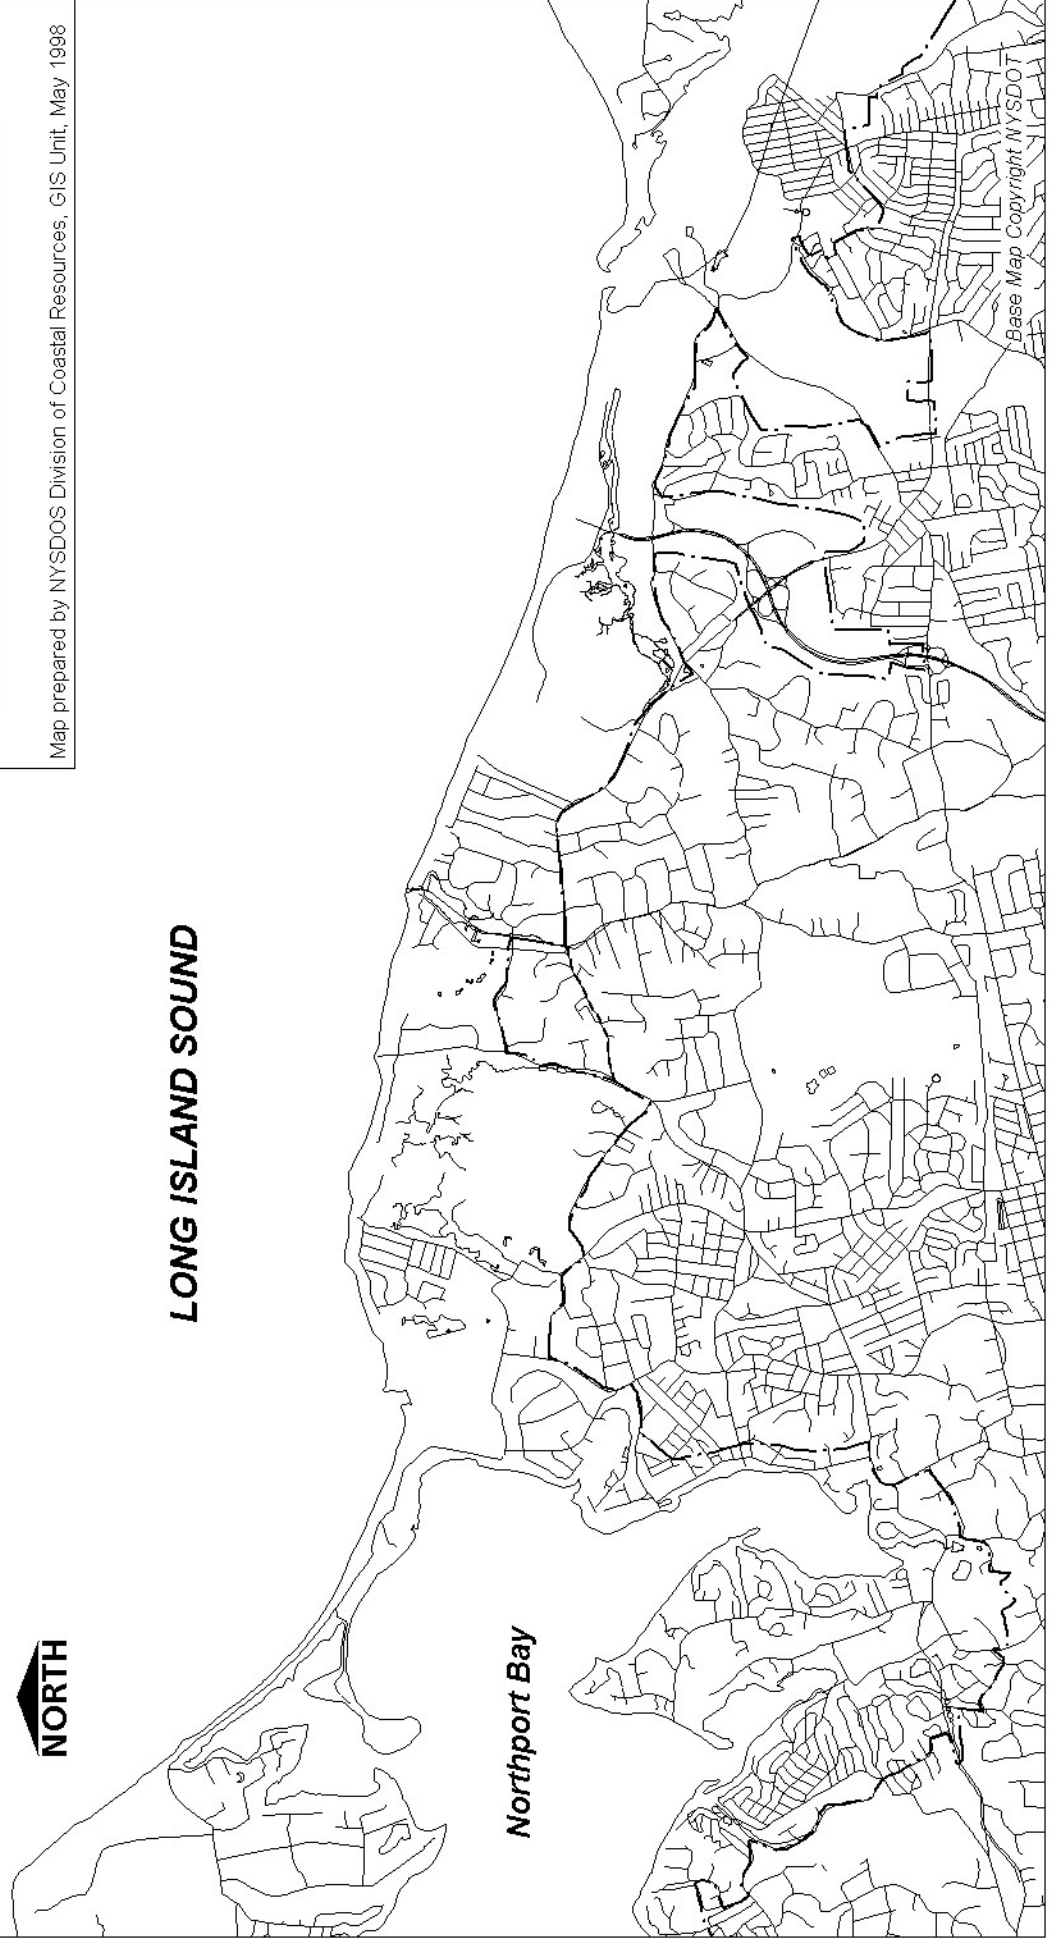 Map prepared by NYSDOS Division of Coastal Resources, GIS Unit, May 1998
NORTH
LONG ISLAND SOUND
Northport Bay
Base Map Copyright NYSDOT